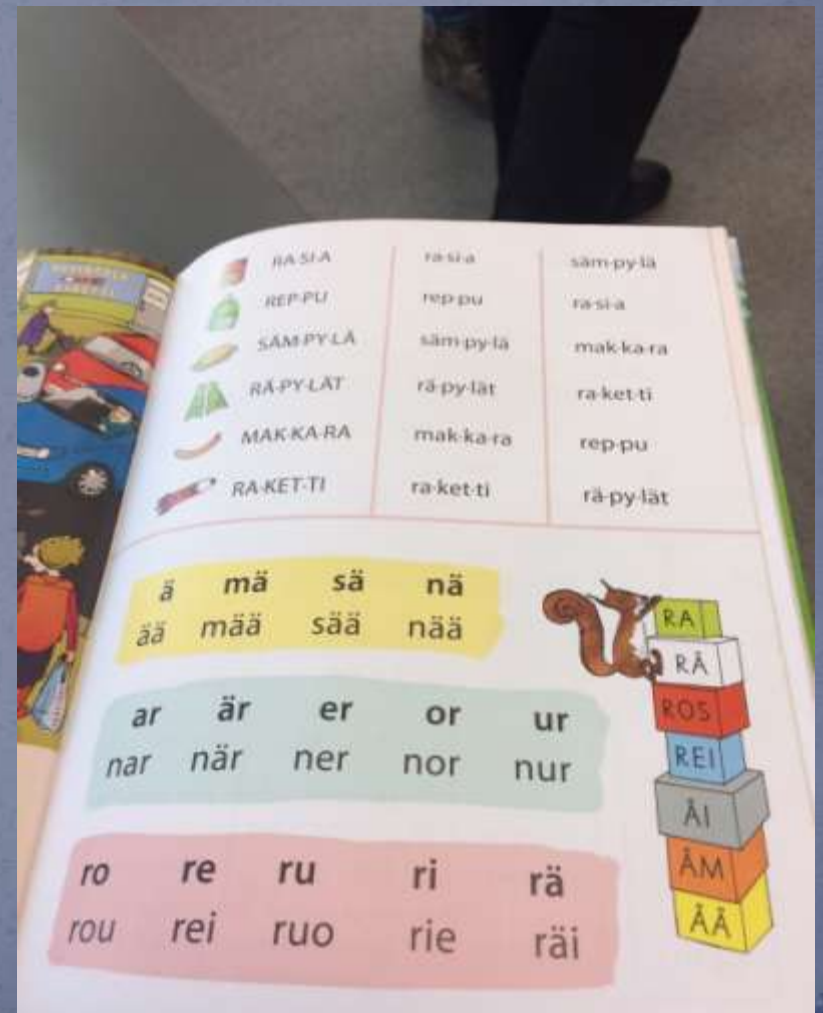 RA-SI-A ra-si-a säm-py-lä
REP-PU rep-pu ra-si-a
SÄM-PY-LÄ säm-py-lä mak-ka-ra
RÄ-PY-LÄT rä-py-lät ra-ket-ti
MAK-KA-RA mak-ka-ra rep-pu
RA-KET-TI ra-ket-ti rä-py-lät
ä mä sä nä
ää mää sää nää
ar är er or ur
nar när ner nor nur
ro re ru ri rä
rou rei ruo rie räi
RA
RÄ
ROS
REI
ÄI
ÄM
ÄÄ